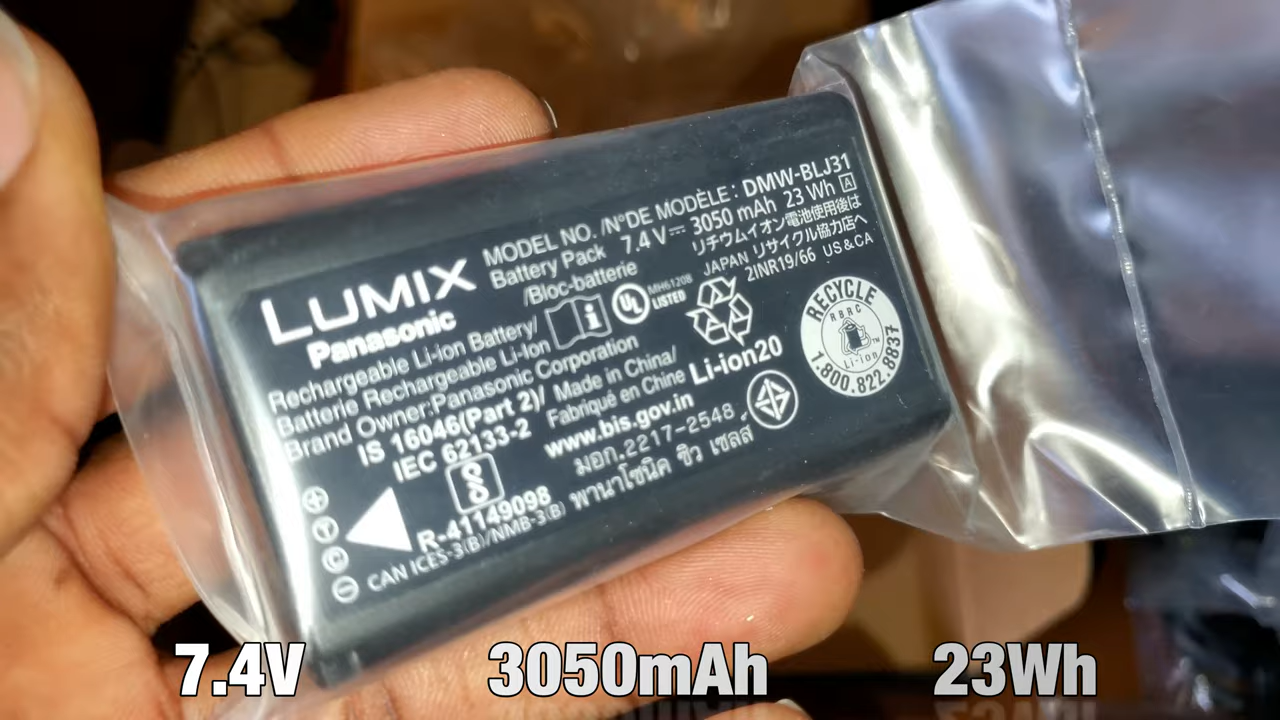 LUMIX
Panasonic
MODEL NO. /N°DE MODÈLE : DMW-BLJ31
Battery Pack 7.4 V⎓ 3050 mAh 23 Wh A
/Bloc-batterie
リチウムイオン電池使用後は
JAPAN リサイクル協力店へ
2INR19/66 US&CA
Rechargeable Li-ion Battery/
Batterie Rechargeable Li-Ion
i
UL
MH61208
LISTED
RECYCLE
RBRC
Li-ion
TM
1.800.822.8837
Brand Owner:Panasonic Corporation
IS 16046(Part 2)/
IEC 62133-2
Made in China/
Fabriqué en Chine
Li-ion20
www.bis.gov.in
R-41149098
มอก.2217-2548
พานาโซนิค ซิว เซลส์
CAN ICES-3(B)/NMB-3(B)
+
T
C
−
7.4V 3050mAh 23Wh